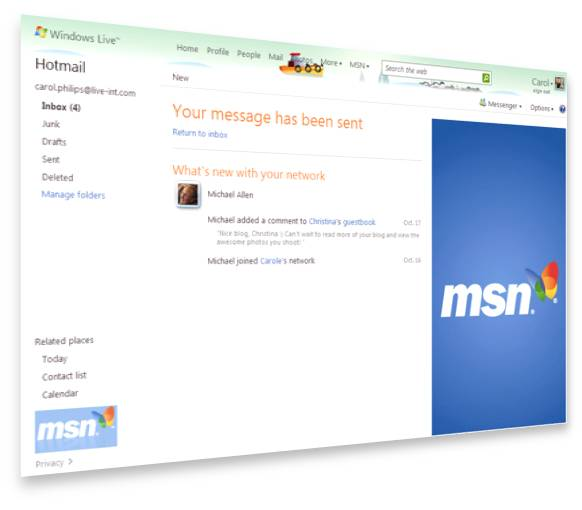 Windows Live™
Home Profile People Mail Photos More MSN Search the web Carol
sign out
Hotmail
carol.philips@live-int.com
New
Messenger Options
Inbox (4)
Junk
Drafts
Sent
Deleted
Manage folders
Your message has been sent
Return to inbox
What's new with your network
Michael Allen
Michael added a comment to Christina's guestbook Oct. 17
"Nice blog, Christina :) Can't wait to read more of your blog and view the
awesome photos you shoot! "
Michael joined Carole's network Oct. 16
msn
Related places
Today
Contact list
Calendar
msn
Privacy